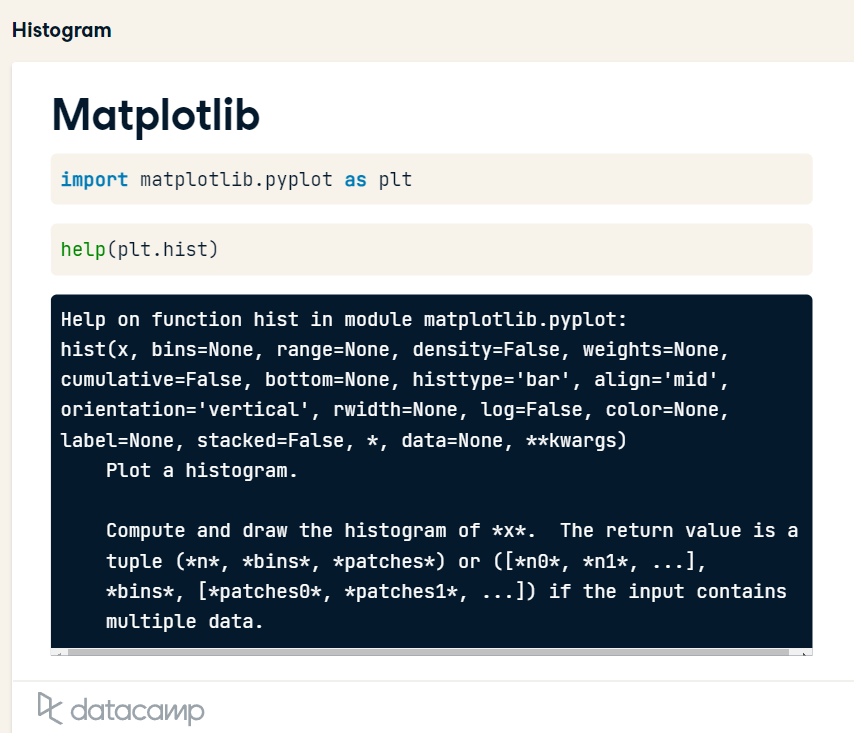 Histogram
Matplotlib
import matplotlib.pyplot as plt
help(plt.hist)
Help on function hist in module matplotlib.pyplot:
hist(x, bins=None, range=None, density=False, weights=None,
cumulative=False, bottom=None, histtype='bar', align='mid',
orientation='vertical', rwidth=None, log=False, color=None,
label=None, stacked=False, *, data=None, **kwargs)
    Plot a histogram.
    Compute and draw the histogram of *x*.  The return value is a
    tuple (*n*, *bins*, *patches*) or ([*n0*, *n1*, ...],
    *bins*, [*patches0*, *patches1*, ...]) if the input contains
    multiple data.
datacamp